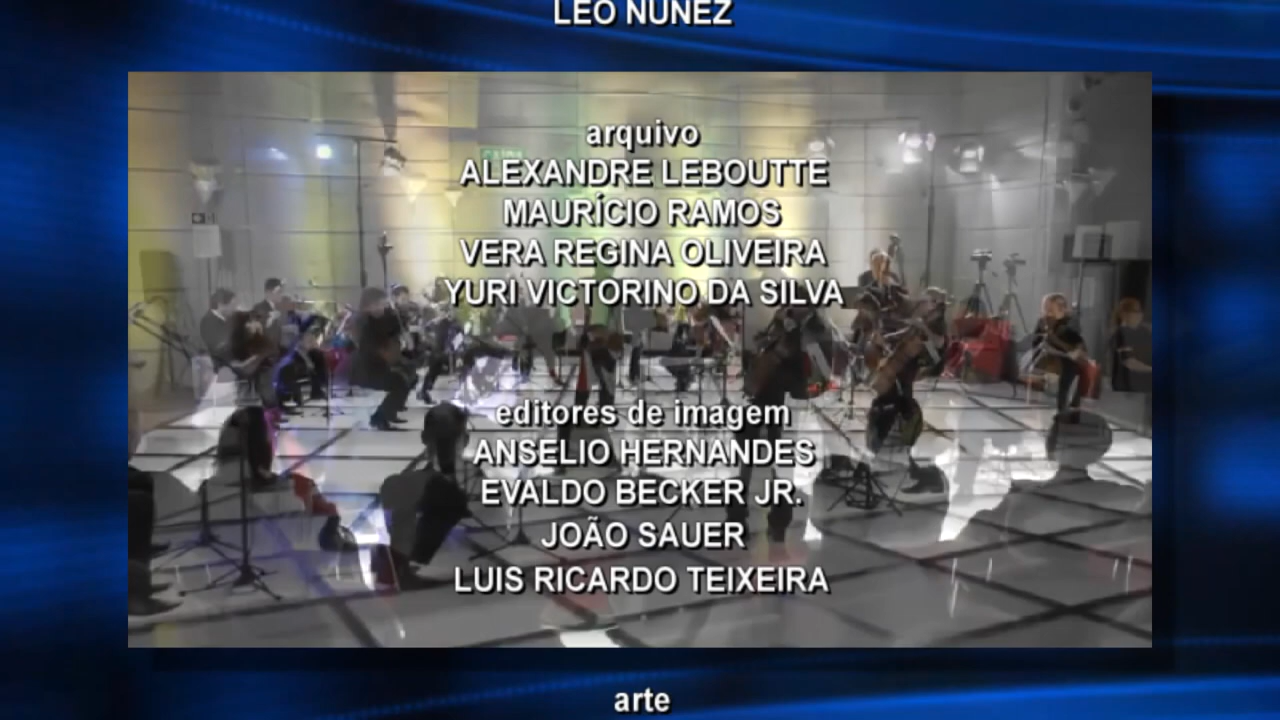 LEO NUNEZ
arquivo
ALEXANDRE LEBOUTTE
MAURÍCIO RAMOS
VERA REGINA OLIVEIRA
YURI VICTORINO DA SILVA
editores de imagem
ANSELIO HERNANDES
EVALDO BECKER JR.
JOÃO SAUER
LUIS RICARDO TEIXEIRA
arte